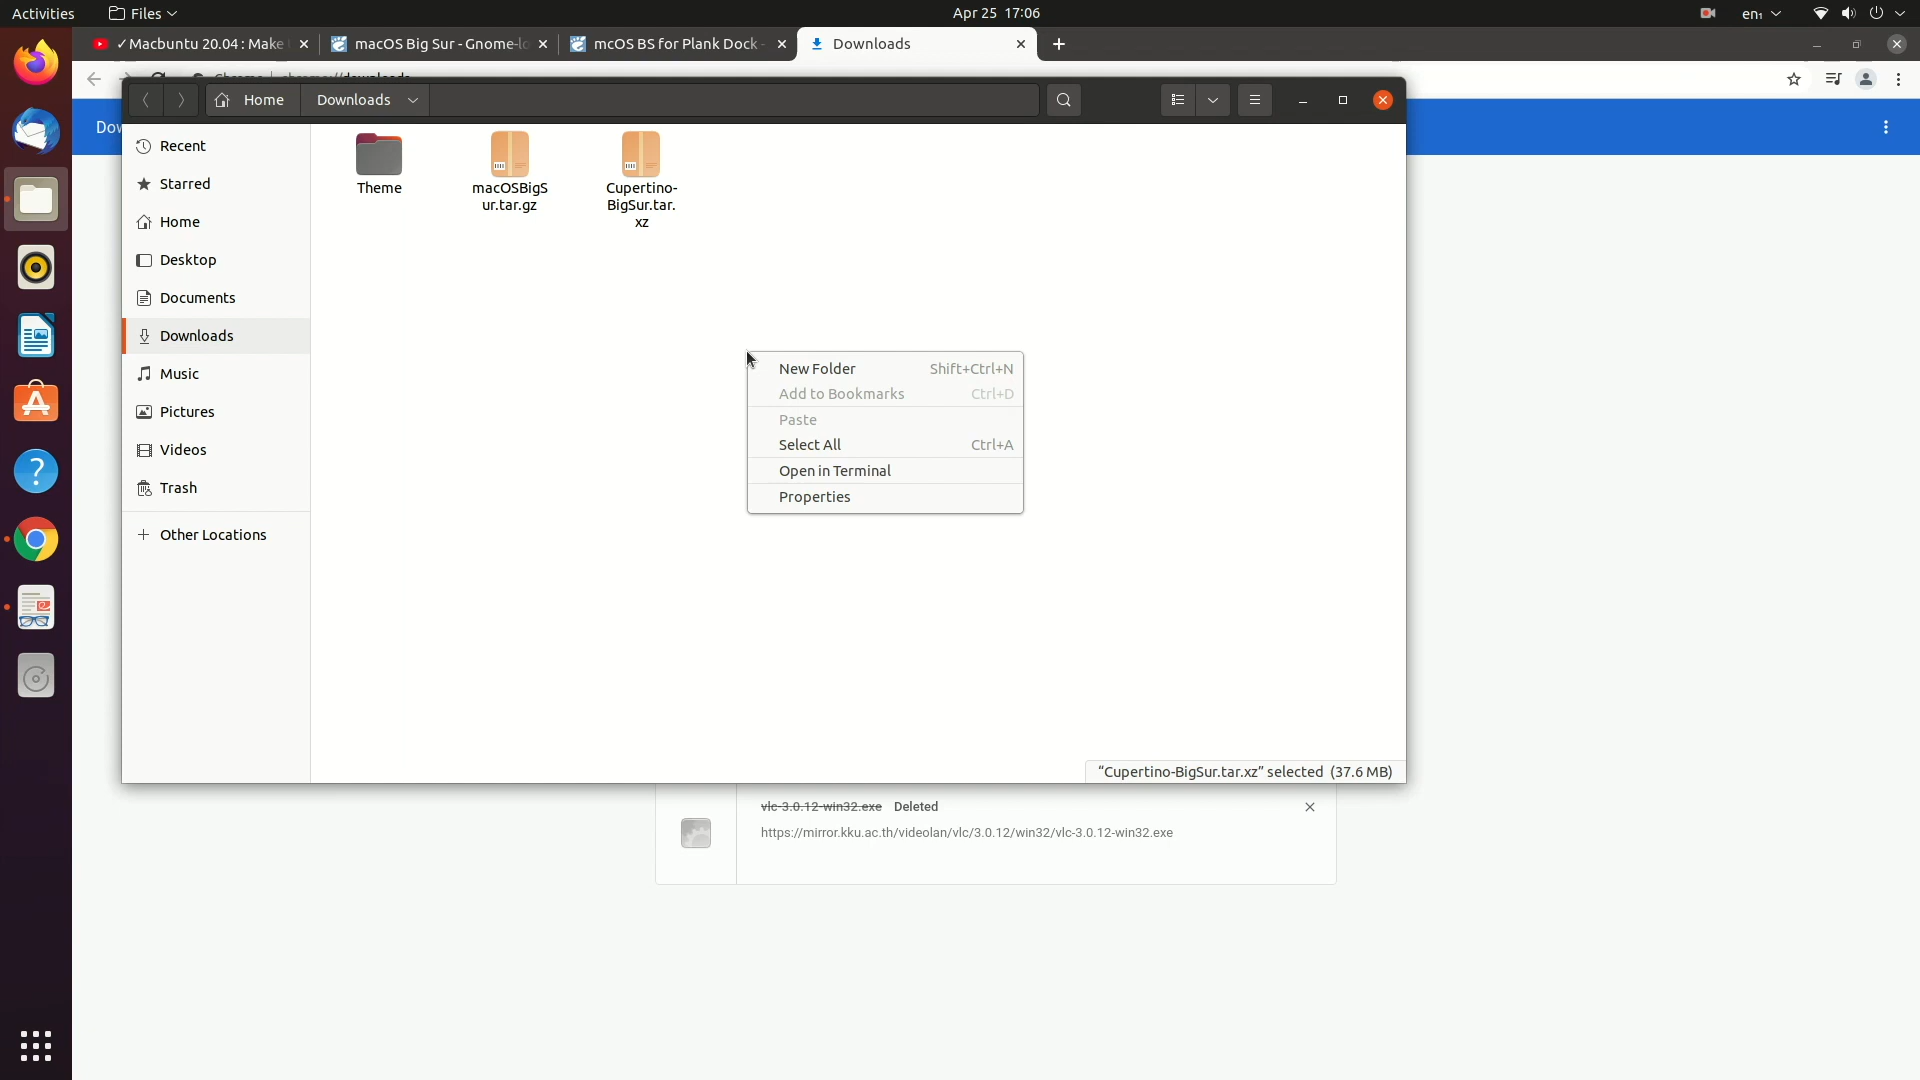 Activities
Files
Apr 25 17:06
en₁
✓Macbuntu 20.04 : Make
macOS Big Sur - Gnome-lo
mcOS BS for Plank Dock -
Downloads
Home
Downloads
Recent
Starred
Home
Desktop
Documents
Downloads
Music
Pictures
Videos
Trash
Other Locations
Theme
macOSBigS
ur.tar.gz
Cupertino-
BigSur.tar.
xz
New Folder Shift+Ctrl+N
Add to Bookmarks Ctrl+D
Paste
Select All Ctrl+A
Open in Terminal
Properties
“Cupertino-BigSur.tar.xz” selected (37.6 MB)
vlc-3.0.12-win32.exe Deleted
https://mirror.kku.ac.th/videolan/vlc/3.0.12/win32/vlc-3.0.12-win32.exe